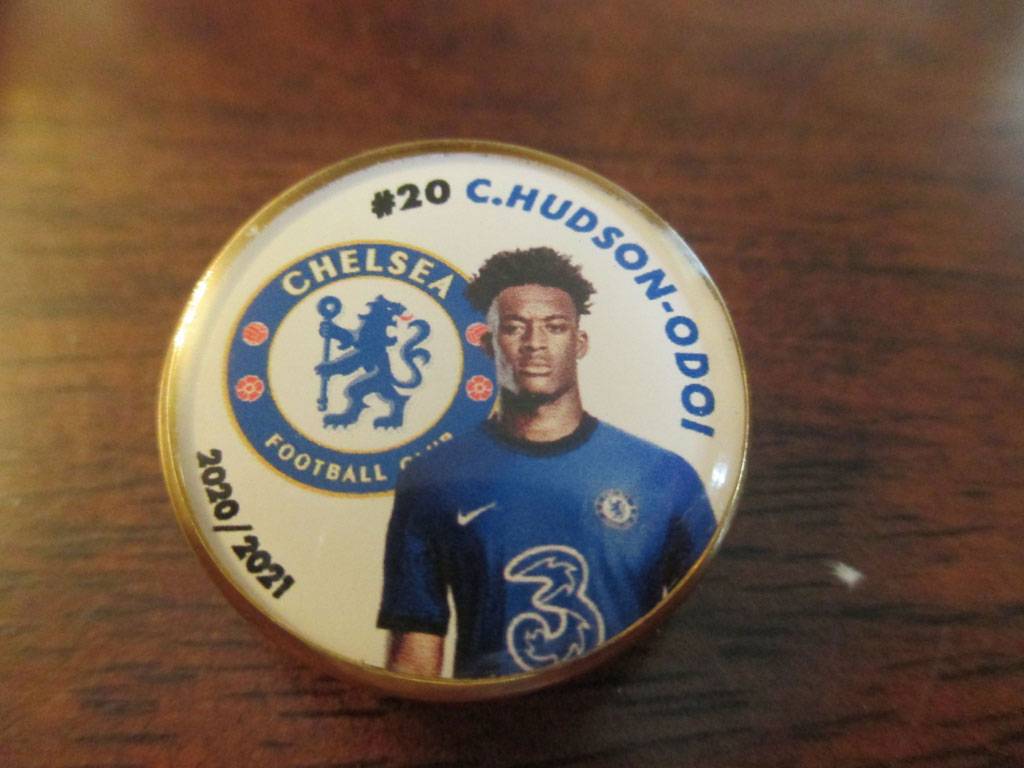 #20 C.HUDSON-ODOI
CHELSEA
FOOTBALL CLUB
2020/2021
3